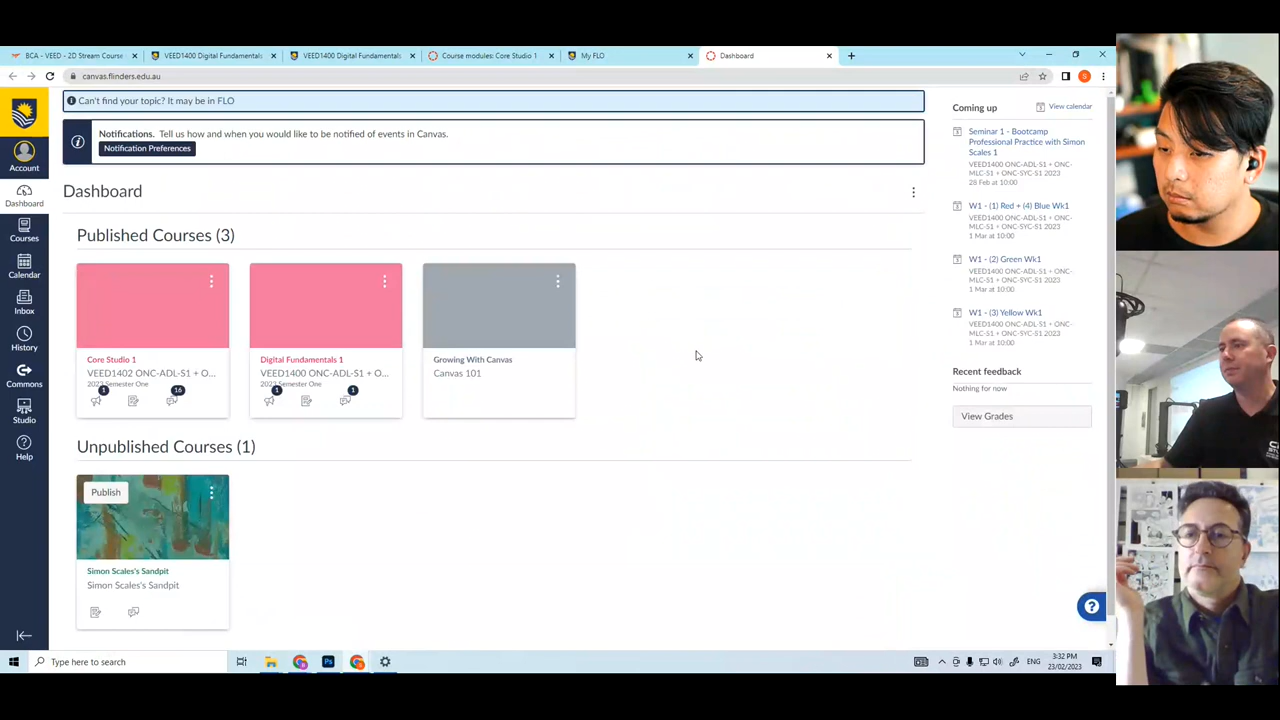 BCA - VEED - 2D Stream Course
VEED1400 Digital Fundamentals
VEED1400 Digital Fundamentals
Course modules: Core Studio 1
My FLO
Dashboard
canvas.flinders.edu.au
S
Can't find your topic? It may be in FLO
Notifications. Tell us how and when you would like to be notified of events in Canvas.
Notification Preferences
Account
Dashboard
Courses
Calendar
Inbox
History
Commons
Studio
Help
Dashboard
Published Courses (3)
Core Studio 1
VEED1402 ONC-ADL-S1 + O...
2023 Semester One
1
16
Digital Fundamentals 1
VEED1400 ONC-ADL-S1 + O...
2023 Semester One
1
1
Growing With Canvas
Canvas 101
Unpublished Courses (1)
Publish
Simon Scales's Sandpit
Simon Scales's Sandpit
Coming up
View calendar
Seminar 1 - Bootcamp
Professional Practice with Simon
Scales 1
VEED1400 ONC-ADL-S1 + ONC-
MLC-S1 + ONC-SYC-S1 2023
28 Feb at 10:00
W1 - (1) Red + (4) Blue Wk1
VEED1400 ONC-ADL-S1 + ONC-
MLC-S1 + ONC-SYC-S1 2023
1 Mar at 10:00
W1 - (2) Green Wk1
VEED1400 ONC-ADL-S1 + ONC-
MLC-S1 + ONC-SYC-S1 2023
1 Mar at 10:00
W1 - (3) Yellow Wk1
VEED1400 ONC-ADL-S1 + ONC-
MLC-S1 + ONC-SYC-S1 2023
1 Mar at 10:00
Recent feedback
Nothing for now
View Grades
Type here to search
Ps
ENG
3:32 PM
23/02/2023